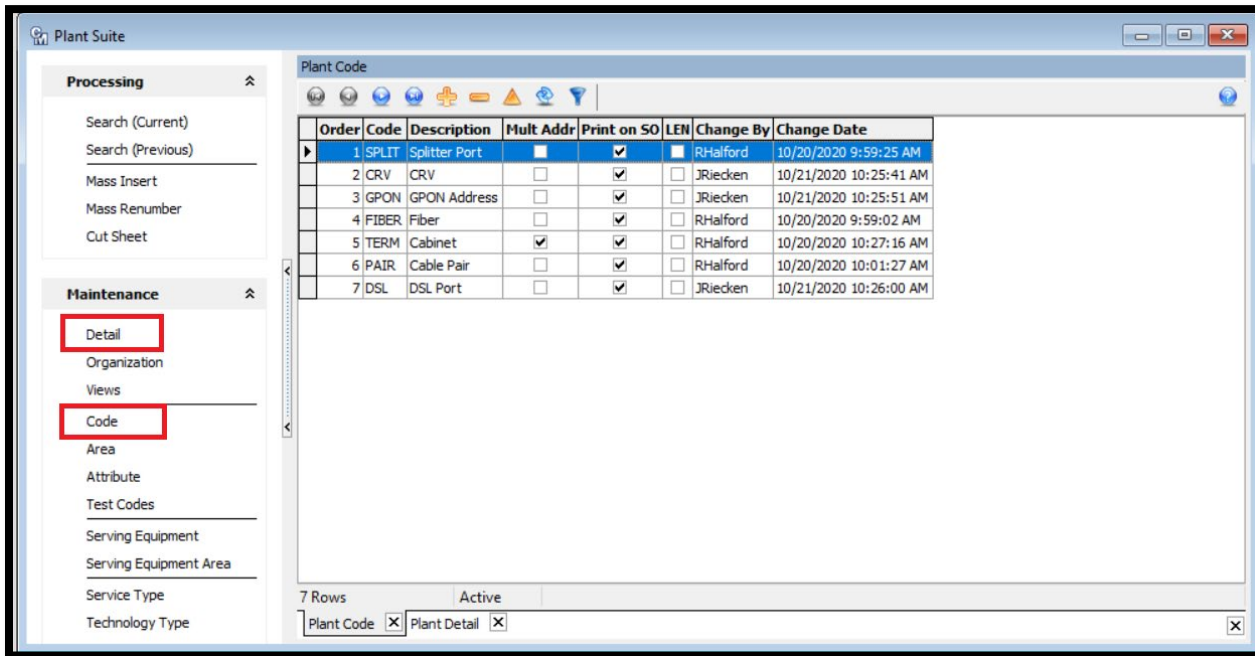 Plant Suite
Processing
Search (Current)
Search (Previous)
Mass Insert
Mass Renumber
Cut Sheet
Maintenance
Detail
Organization
Views
Code
Area
Attribute
Test Codes
Serving Equipment
Serving Equipment Area
Service Type
Technology Type
Plant Code
Order Code Description Mult Addr Print on SO LEN Change By Change Date
1 SPLIT Splitter Port RHalford 10/20/2020 9:59:25 AM
2 CRV CRV JRiecken 10/21/2020 10:25:41 AM
3 GPON GPON Address JRiecken 10/21/2020 10:25:51 AM
4 FIBER Fiber RHalford 10/20/2020 9:59:02 AM
5 TERM Cabinet RHalford 10/20/2020 10:27:16 AM
6 PAIR Cable Pair RHalford 10/20/2020 10:01:27 AM
7 DSL DSL Port JRiecken 10/21/2020 10:26:00 AM
7 Rows Active
Plant Code Plant Detail